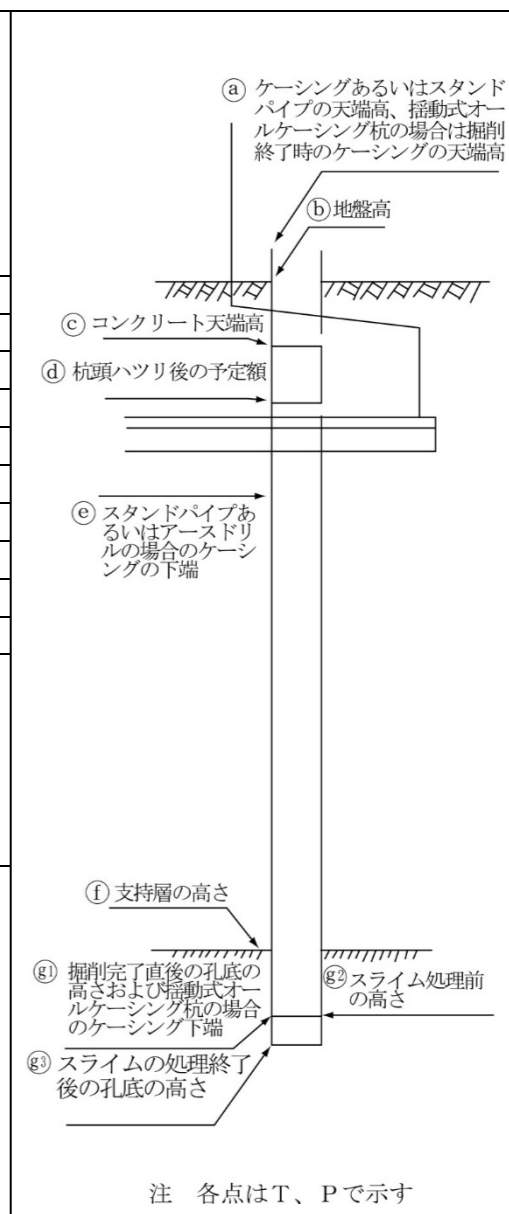 ⓐ ケーシングあるいはスタンド
パイプの天端高、揺動式オー
ルケーシング杭の場合は掘削
終了時のケーシングの天端高
ⓑ 地盤高
ⓒ コンクリート天端高
ⓓ 杭頭ハツリ後の予定額
ⓔ スタンドパイプあ
るいはアースドリ
ルの場合のケーシ
ングの下端
ⓕ 支持層の高さ
g1 掘削完了直後の孔底の
高さおよび揺動式オー
ルケーシング杭の場合
のケーシング下端
g2 スライム処理前
の高さ
g3 スライムの処理終了
後の孔底の高さ
注 各点はT、Pで示す